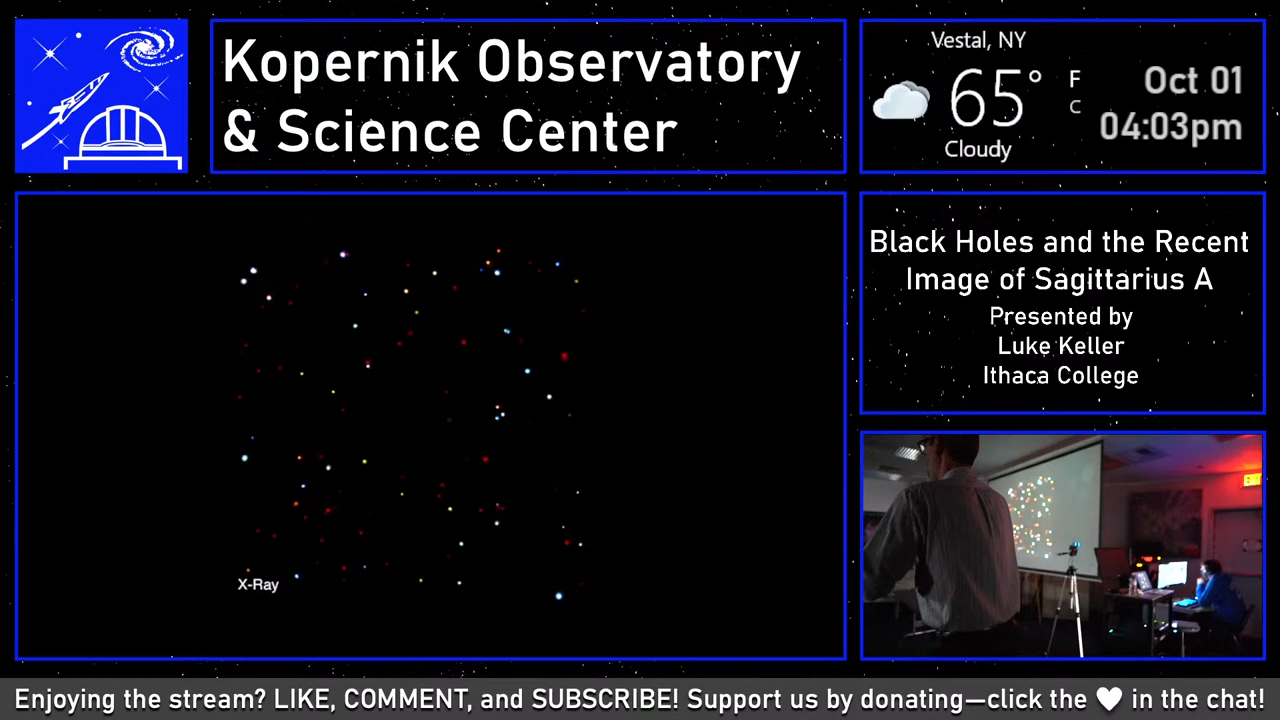 Kopernik Observatory
& Science Center
Vestal, NY
65° F
C
Cloudy
Oct 01
04:03pm
Black Holes and the Recent
Image of Sagittarius A
Presented by
Luke Keller
Ithaca College
X-Ray
Enjoying the stream? LIKE, COMMENT, and SUBSCRIBE! Support us by donating—click the ♥ in the chat!